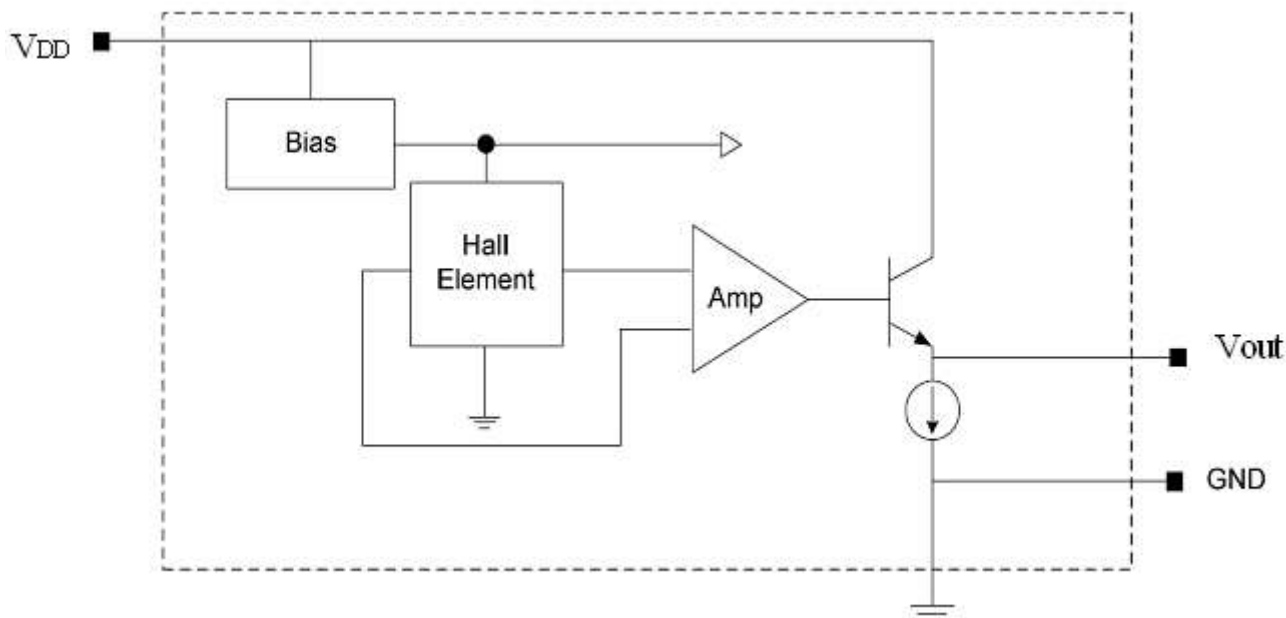 VDD
Bias
Hall
Element
Amp
Vout
GND